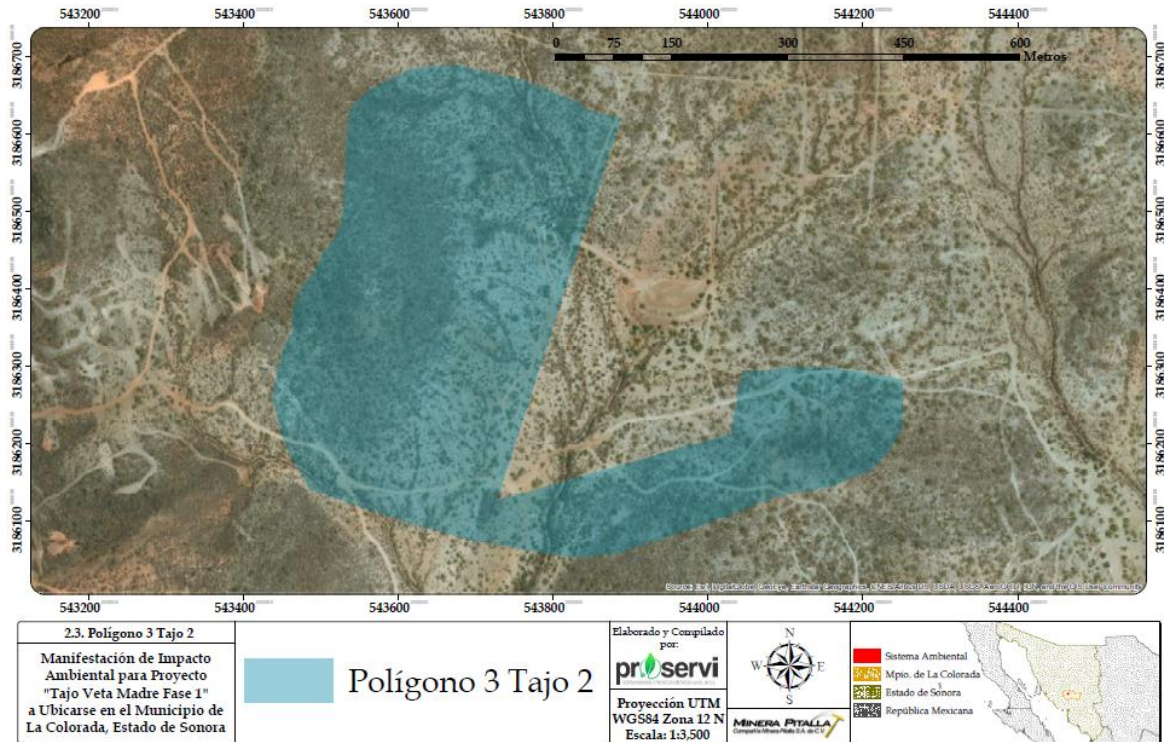 543200 543400 543600 543800 544000 544200 544400
0 75 150 300 450 600
Metros
3186700 3186700
3186600 3186600
3186500 3186500
3186400 3186400
3186300 3186300
3186200 3186200
3186100 3186100
543200 543400 543600 543800 544000 544200 544400
2.3. Polígono 3 Tajo 2
Manifestación de Impacto
Ambiental para Proyecto
"Tajo Veta Madre Fase 1"
a Ubicarse en el Municipio de
La Colorada, Estado de Sonora
Polígono 3 Tajo 2
Elaborado y Compilado
por:
proservi
Proyección UTM
WGS84 Zona 12 N
Escala: 1:3,500
N
W E
S
MINERA PITALLA
Compañía Minera Pitalla S.A. de C.V.
Sistema Ambiental
Mpio. de La Colorada
Estado de Sonora
República Mexicana